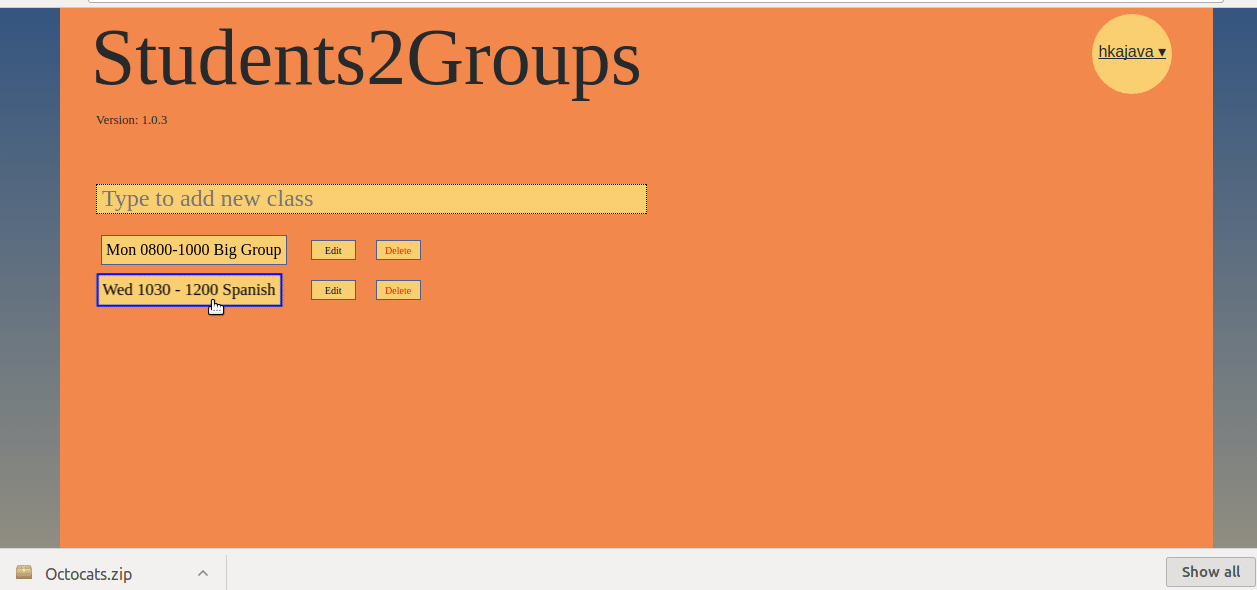 Students2Groups
hkajava ▾
Version: 1.0.3
Type to add new class
Mon 0800-1000 Big Group Edit Delete
Wed 1030 - 1200 Spanish Edit Delete
Octocats.zip Show all